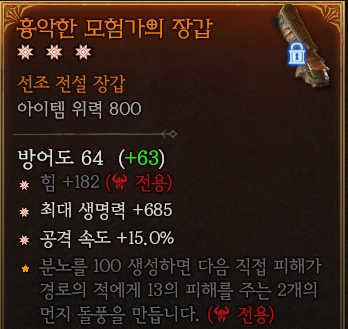 흉악한 모험가의 장갑
선조 전설 장갑
아이템 위력 800
방어도 64 (+63)
힘 +182 ( 전용)
최대 생명력 +685
공격 속도 +15.0%
분노를 100 생성하면 다음 직접 피해가
경로의 적에게 13의 피해를 주는 2개의
먼지 돌풍을 만듭니다. ( 전용)